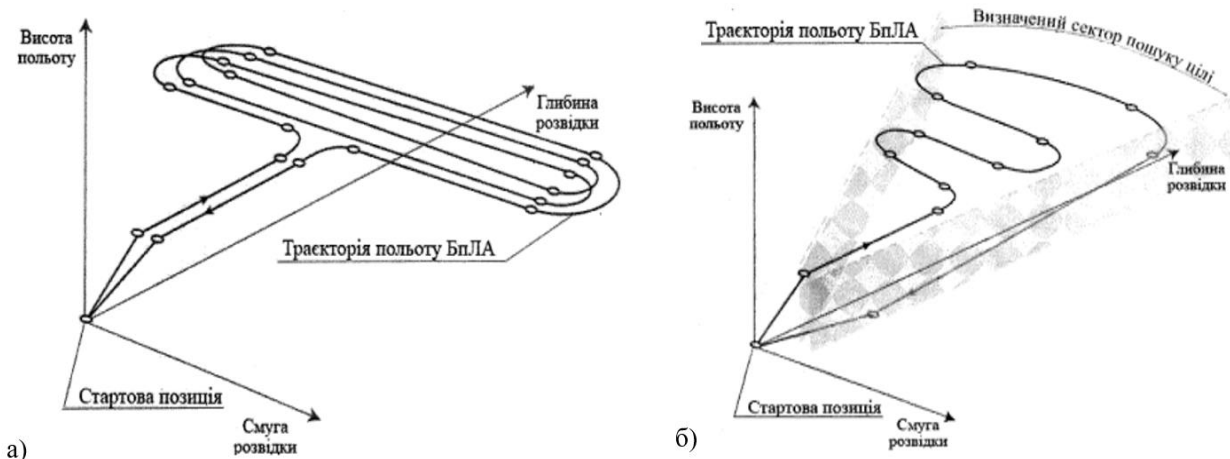 Висота
польоту
Глибина
розвідки
Траєкторія польоту БпЛА
Стартова позиція
Смуга
розвідки
а)
Траєкторія польоту БпЛА
Визначений сектор пошуку цілі
Висота
польоту
Глибина
розвідки
Стартова позиція
Смуга
розвідки
б)